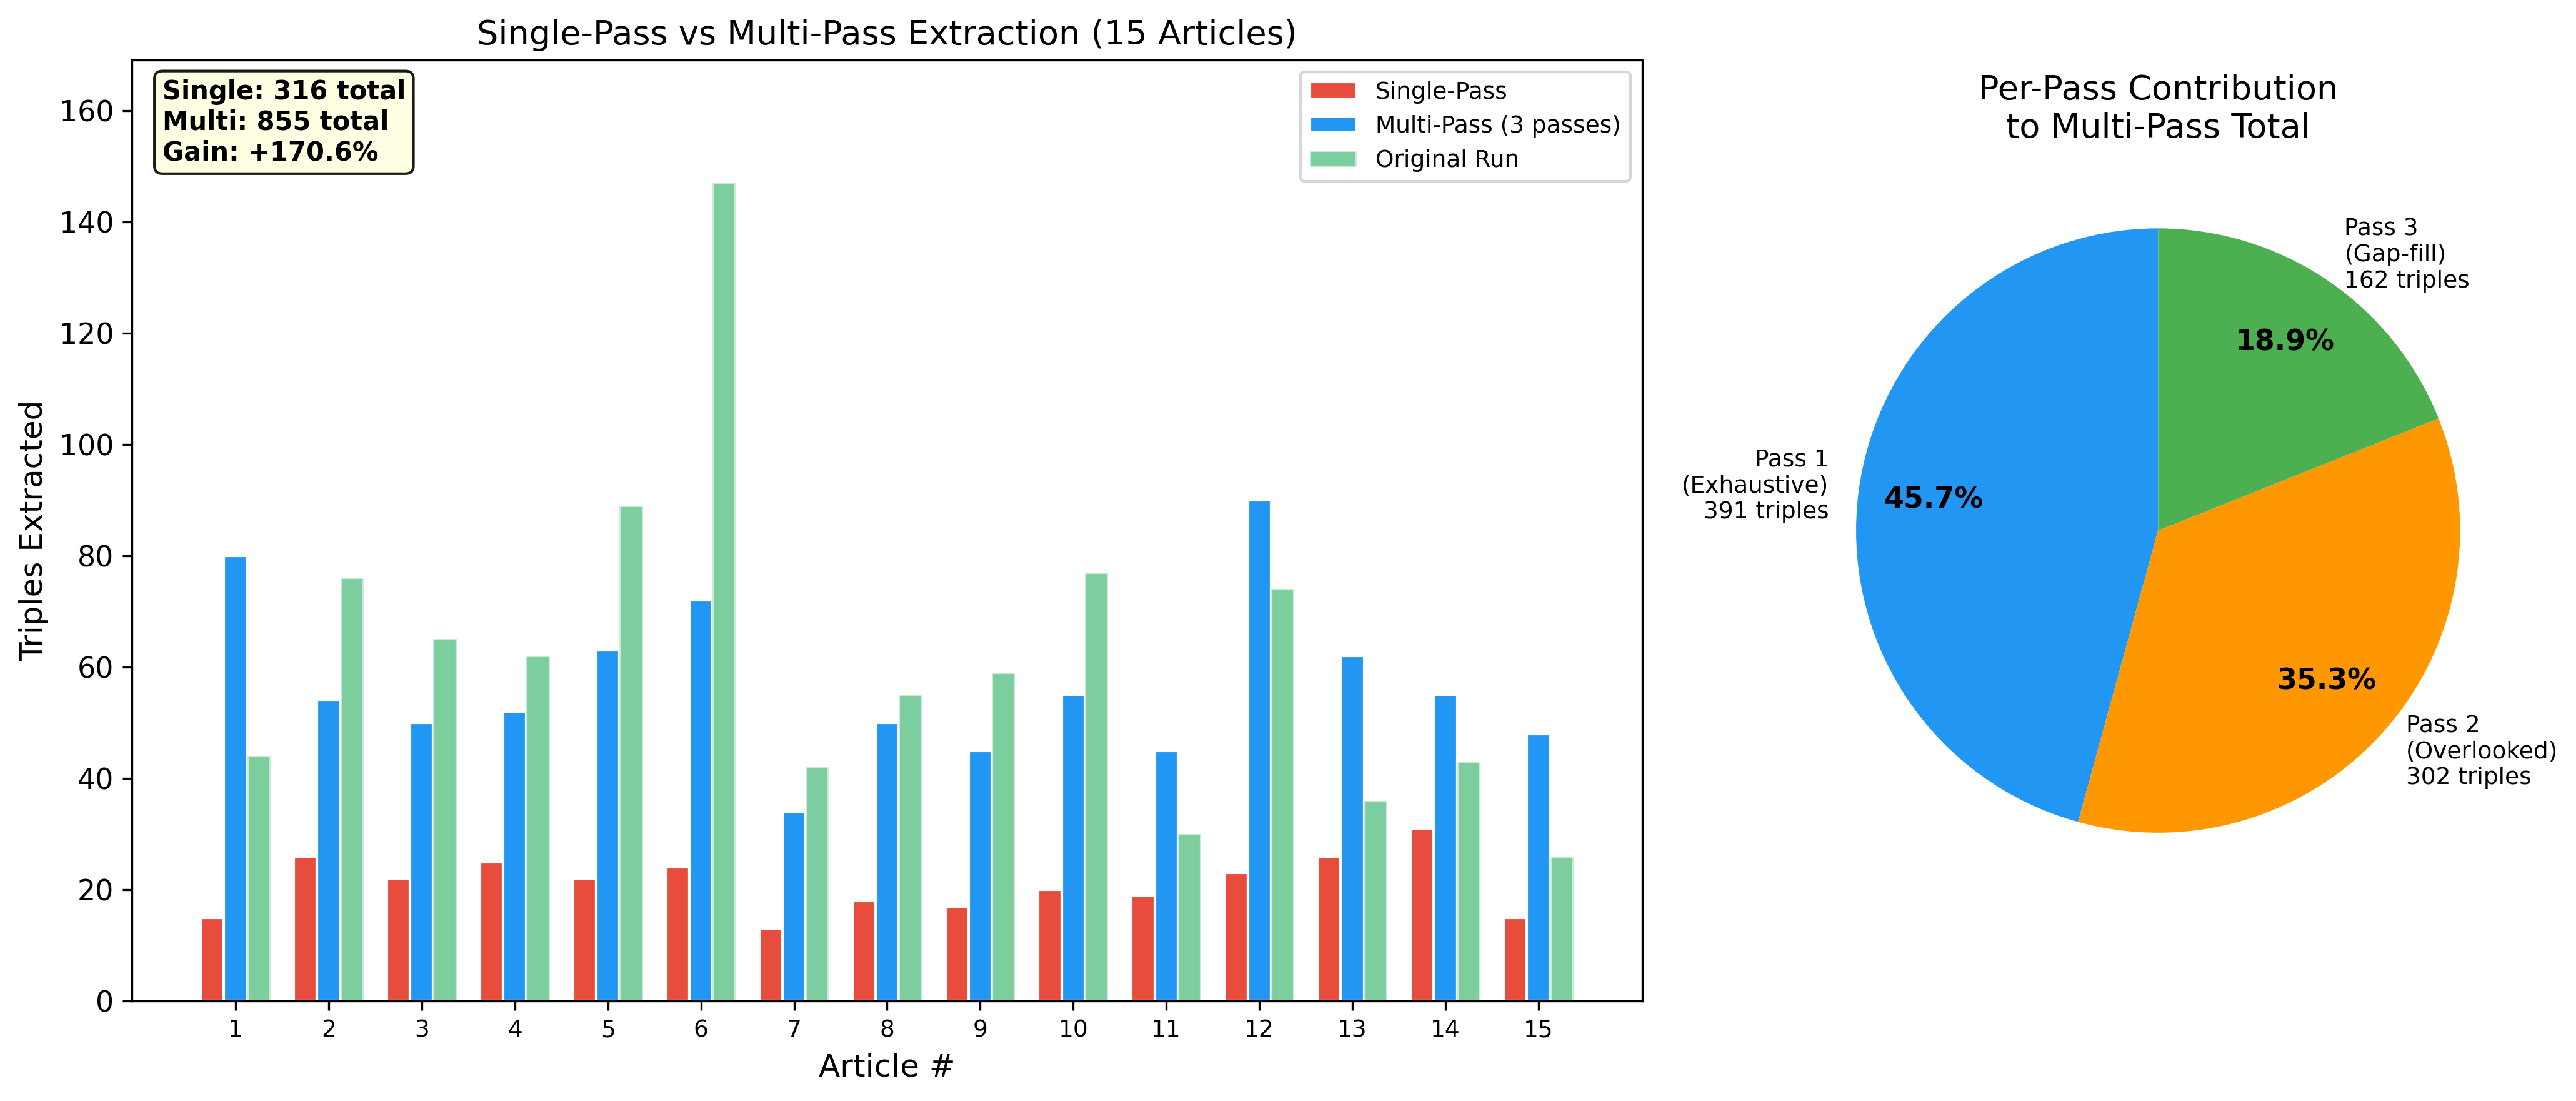 Single-Pass vs Multi-Pass Extraction (15 Articles)
Single: 316 total
Multi: 855 total
Gain: +170.6%
Single-Pass
Multi-Pass (3 passes)
Original Run
Triples Extracted
160
140
120
100
80
60
40
20
0
1 2 3 4 5 6 7 8 9 10 11 12 13 14 15
Article #
Per-Pass Contribution
to Multi-Pass Total
Pass 3
(Gap-fill)
162 triples
18.9%
Pass 1
(Exhaustive)
391 triples
45.7%
35.3%
Pass 2
(Overlooked)
302 triples